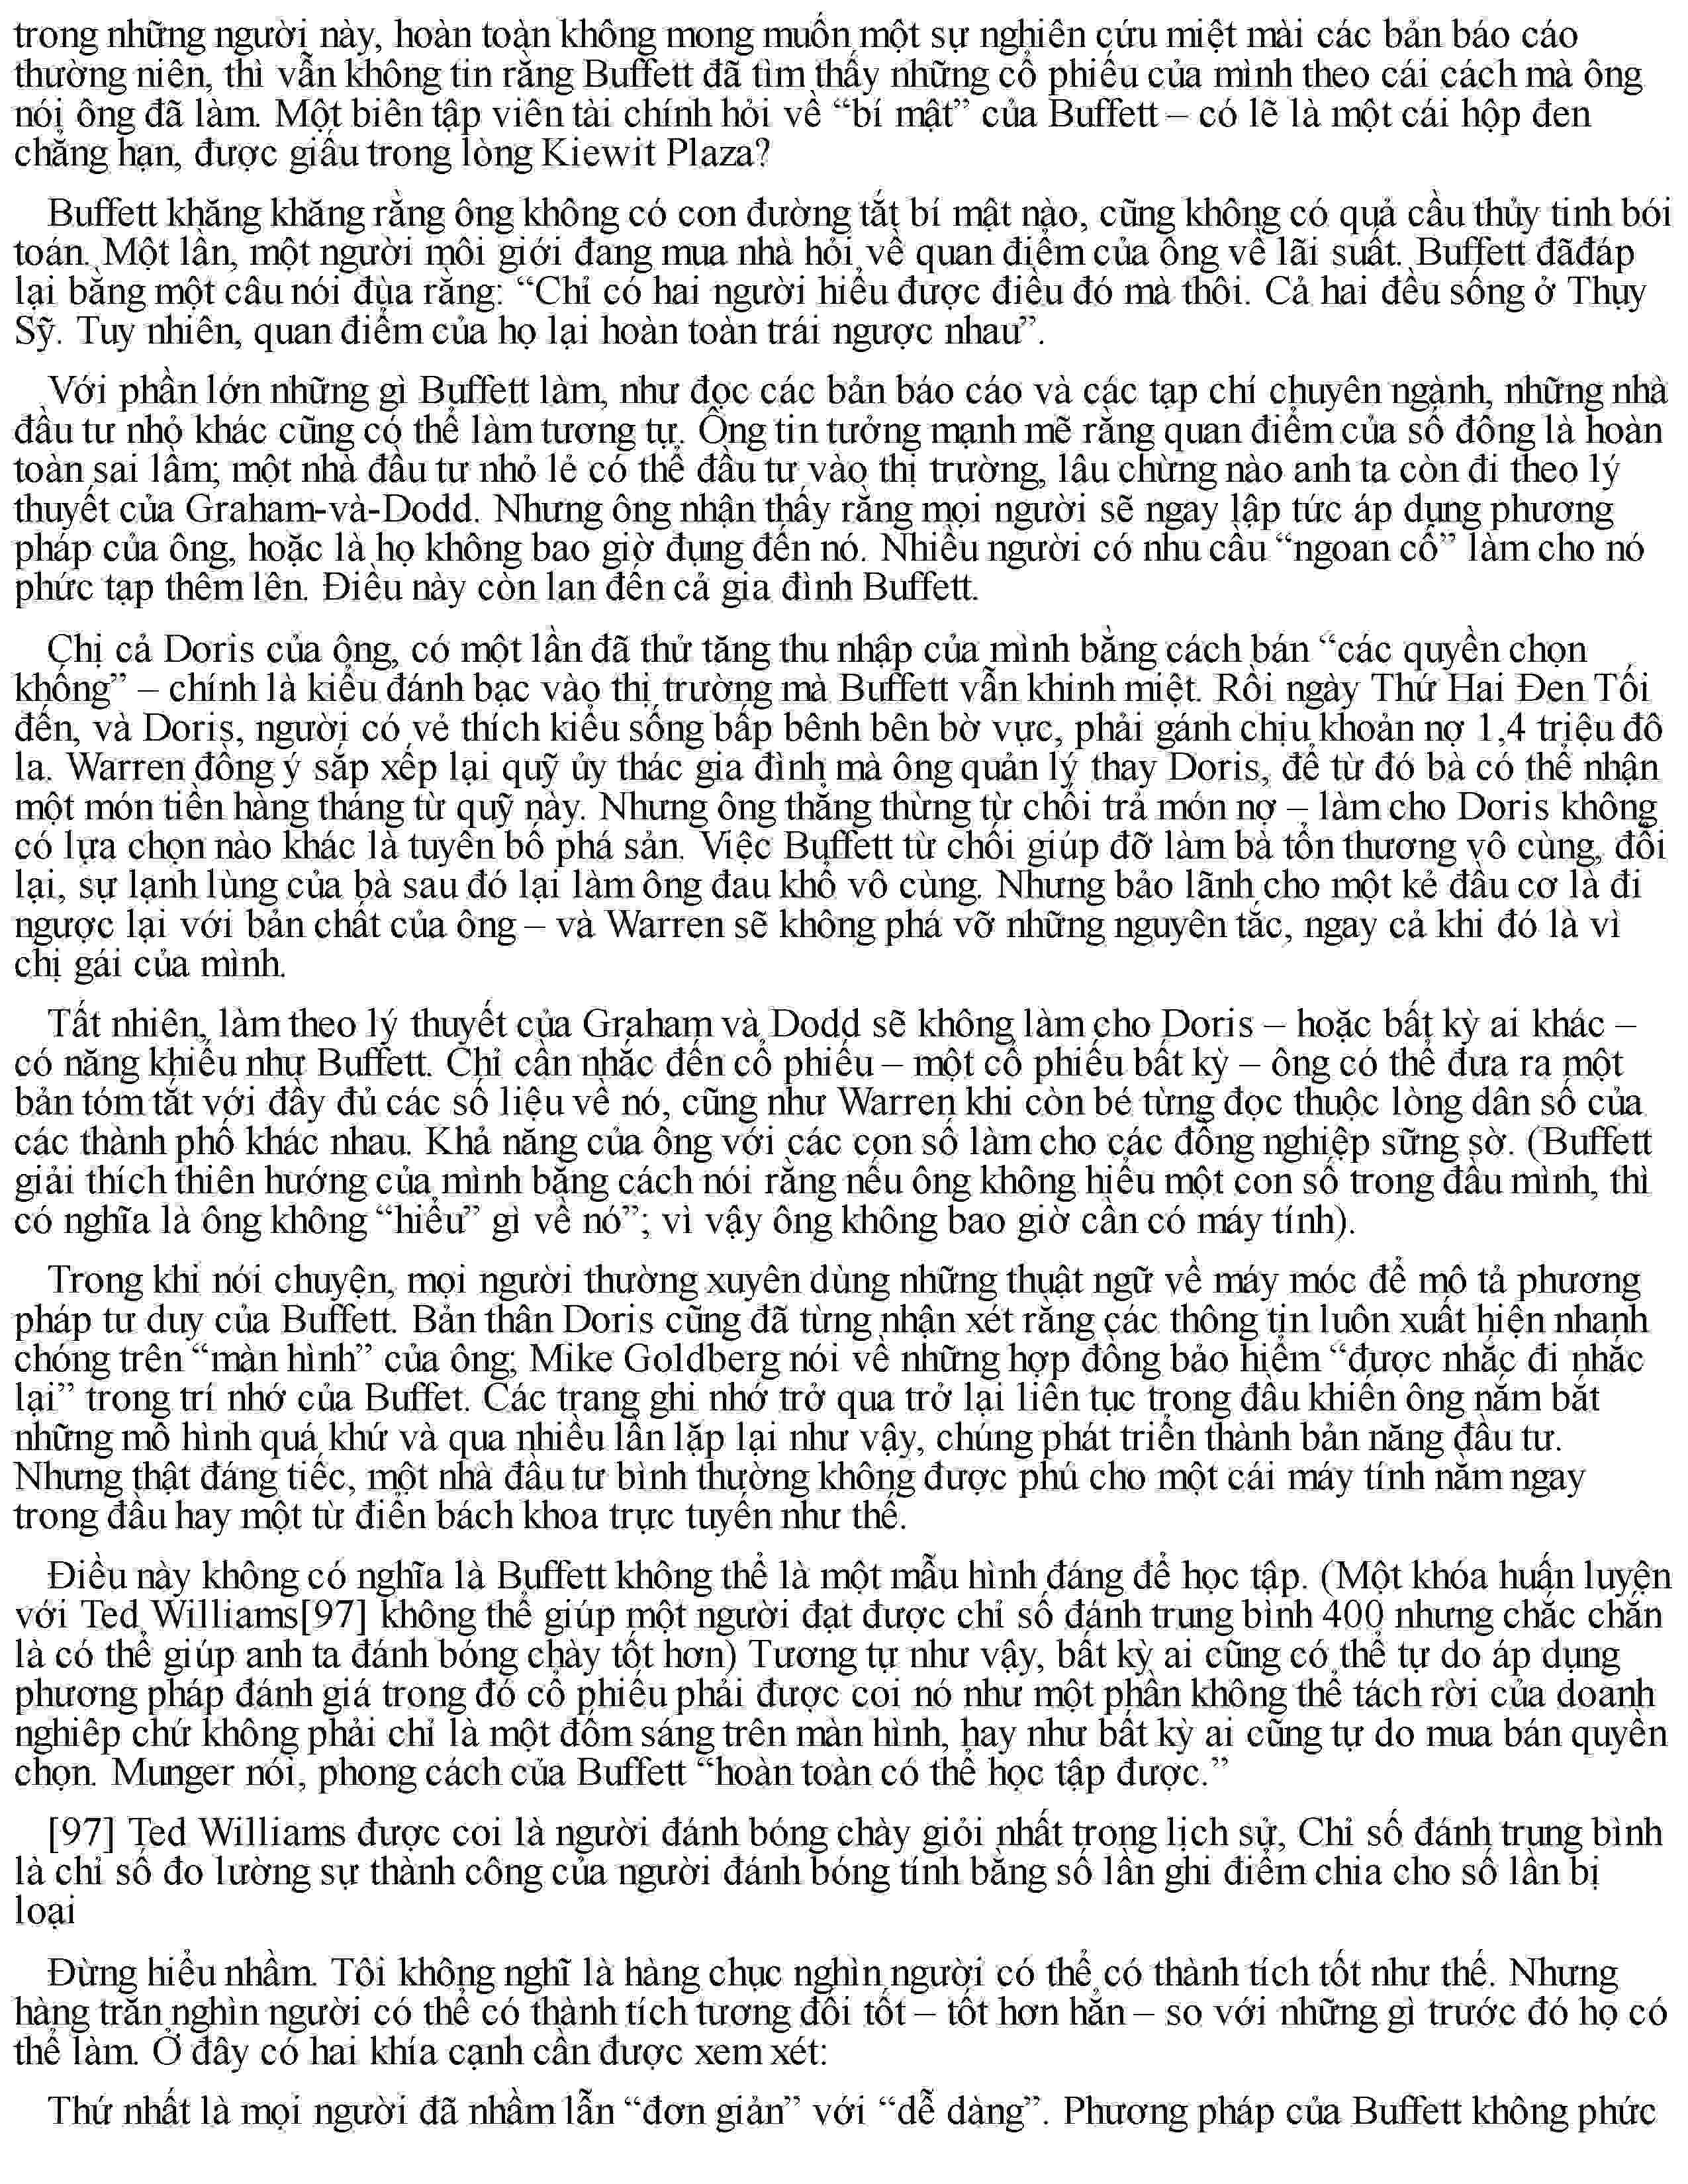 trong những người này, hoàn toàn không mong muốn một sự nghiên cứu miệt mài các bản báo cáo
thường niên, thì vẫn không tin rằng Buffett đã tìm thấy những cổ phiếu của mình theo cái cách mà ông
nói ông đã làm. Một biên tập viên tài chính hỏi về “bí mật” của Buffett – có lẽ là một cái hộp đen
chẳng hạn, được giấu trong lòng Kiewit Plaza?
Buffett khăng khăng rằng ông không có con đường tắt bí mật nào, cũng không có quả cầu thủy tinh bói
toán. Một lần, một người môi giới đang mua nhà hỏi về quan điểm của ông về lãi suất. Buffett đãđáp
lại bằng một câu nói đùa rằng: “Chỉ có hai người hiểu được điều đó mà thôi. Cả hai đều sống ở Thụy
Sỹ. Tuy nhiên, quan điểm của họ lại hoàn toàn trái ngược nhau”.
Với phần lớn những gì Buffett làm, như đọc các bản báo cáo và các tạp chí chuyên ngành, những nhà
đầu tư nhỏ khác cũng có thể làm tương tự. Ông tin tưởng mạnh mẽ rằng quan điểm của số đông là hoàn
toàn sai lầm; một nhà đầu tư nhỏ lẻ có thể đầu tư vào thị trường, lâu chừng nào anh ta còn đi theo lý
thuyết của Graham-và-Dodd. Nhưng ông nhận thấy rằng mọi người sẽ ngay lập tức áp dụng phương
pháp của ông, hoặc là họ không bao giờ đụng đến nó. Nhiều người có nhu cầu “ngoan cố” làm cho nó
phức tạp thêm lên. Điều này còn lan đến cả gia đình Buffett.
Chị cả Doris của ông, có một lần đã thử tăng thu nhập của mình bằng cách bán “các quyền chọn
khống” – chính là kiểu đánh bạc vào thị trường mà Buffett vẫn khinh miệt. Rồi ngày Thứ Hai Đen Tối
đến, và Doris, người có vẻ thích kiểu sống bấp bênh bên bờ vực, phải gánh chịu khoản nợ 1,4 triệu đô
la. Warren đồng ý sắp xếp lại quỹ ủy thác gia đình mà ông quản lý thay Doris, để từ đó bà có thể nhận
một món tiền hàng tháng từ quỹ này. Nhưng ông thẳng thừng từ chối trả món nợ – làm cho Doris không
có lựa chọn nào khác là tuyên bố phá sản. Việc Buffett từ chối giúp đỡ làm bà tổn thương vô cùng, đổi
lại, sự lạnh lùng của bà sau đó lại làm ông đau khổ vô cùng. Nhưng bảo lãnh cho một kẻ đầu cơ là đi
ngược lại với bản chất của ông – và Warren sẽ không phá vỡ những nguyên tắc, ngay cả khi đó là vì
chị gái của mình.
Tất nhiên, làm theo lý thuyết của Graham và Dodd sẽ không làm cho Doris – hoặc bất kỳ ai khác –
có năng khiếu như Buffett. Chỉ cần nhắc đến cổ phiếu – một cổ phiếu bất kỳ – ông có thể đưa ra một
bản tóm tắt với đầy đủ các số liệu về nó, cũng như Warren khi còn bé từng đọc thuộc lòng dân số của
các thành phố khác nhau. Khả năng của ông với các con số làm cho các đồng nghiệp sững sờ. (Buffett
giải thích thiên hướng của mình bằng cách nói rằng nếu ông không hiểu một con số trong đầu mình, thì
có nghĩa là ông không “hiểu” gì về nó”; vì vậy ông không bao giờ cần có máy tính).
Trong khi nói chuyện, mọi người thường xuyên dùng những thuật ngữ về máy móc để mô tả phương
pháp tư duy của Buffett. Bản thân Doris cũng đã từng nhận xét rằng các thông tin luôn xuất hiện nhanh
chóng trên “màn hình” của ông; Mike Goldberg nói về những hợp đồng bảo hiểm “được nhắc đi nhắc
lại” trong trí nhớ của Buffet. Các trang ghi nhớ trở qua trở lại liên tục trong đầu khiến ông nắm bắt
những mô hình quá khứ và qua nhiều lần lặp lại như vậy, chúng phát triển thành bản năng đầu tư.
Nhưng thật đáng tiếc, một nhà đầu tư bình thường không được phú cho một cái máy tính nằm ngay
trong đầu hay một từ điển bách khoa trực tuyến như thế.
Điều này không có nghĩa là Buffett không thể là một mẫu hình đáng để học tập. (Một khóa huấn luyện
với Ted Williams[97] không thể giúp một người đạt được chỉ số đánh trung bình 400 nhưng chắc chắn
là có thể giúp anh ta đánh bóng chày tốt hơn) Tương tự như vậy, bất kỳ ai cũng có thể tự do áp dụng
phương pháp đánh giá trong đó cổ phiếu phải được coi nó như một phần không thể tách rời của doanh
nghiêp chứ không phải chỉ là một đốm sáng trên màn hình, hay như bất kỳ ai cũng tự do mua bán quyền
chọn. Munger nói, phong cách của Buffett “hoàn toàn có thể học tập được.”
[97] Ted Williams được coi là người đánh bóng chày giỏi nhất trong lịch sử, Chỉ số đánh trung bình
là chỉ số đo lường sự thành công của người đánh bóng tính bằng số lần ghi điểm chia cho số lần bị
loại
Đừng hiểu nhầm. Tôi không nghĩ là hàng chục nghìn người có thể có thành tích tốt như thế. Nhưng
hàng trăn nghìn người có thể có thành tích tương đối tốt – tốt hơn hẳn – so với những gì trước đó họ có
thể làm. Ở đây có hai khía cạnh cần được xem xét:
Thứ nhất là mọi người đã nhầm lẫn “đơn giản” với “dễ dàng”. Phương pháp của Buffett không phức